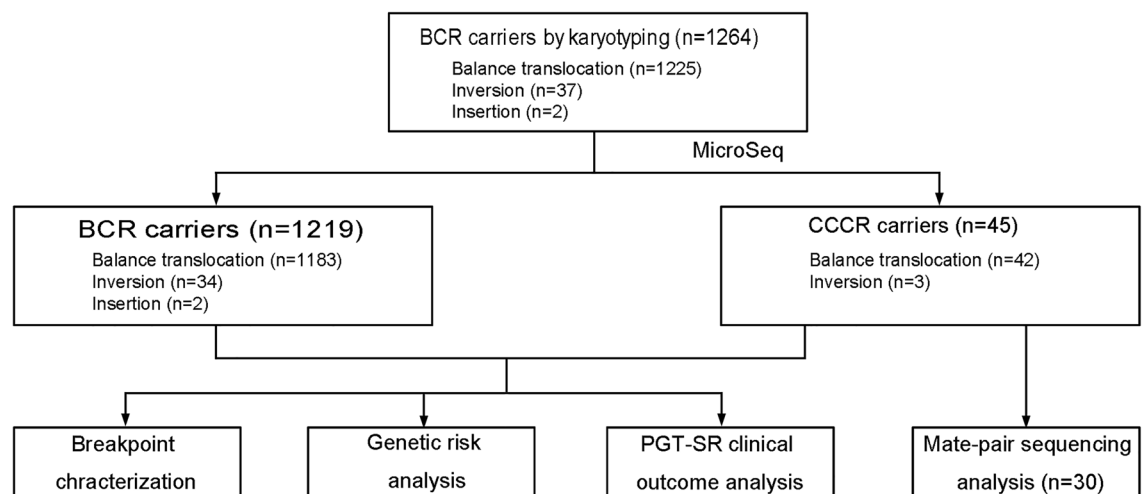 BCR carriers by karyotyping (n=1264)
Balance translocation (n=1225)
Inversion (n=37)
Insertion (n=2)
MicroSeq
BCR carriers (n=1219)
Balance translocation (n=1183)
Inversion (n=34)
Insertion (n=2)
CCCR carriers (n=45)
Balance translocation (n=42)
Inversion (n=3)
Breakpoint
chracterization
Genetic risk
analysis
PGT-SR clinical
outcome analysis
Mate-pair sequencing
analysis (n=30)